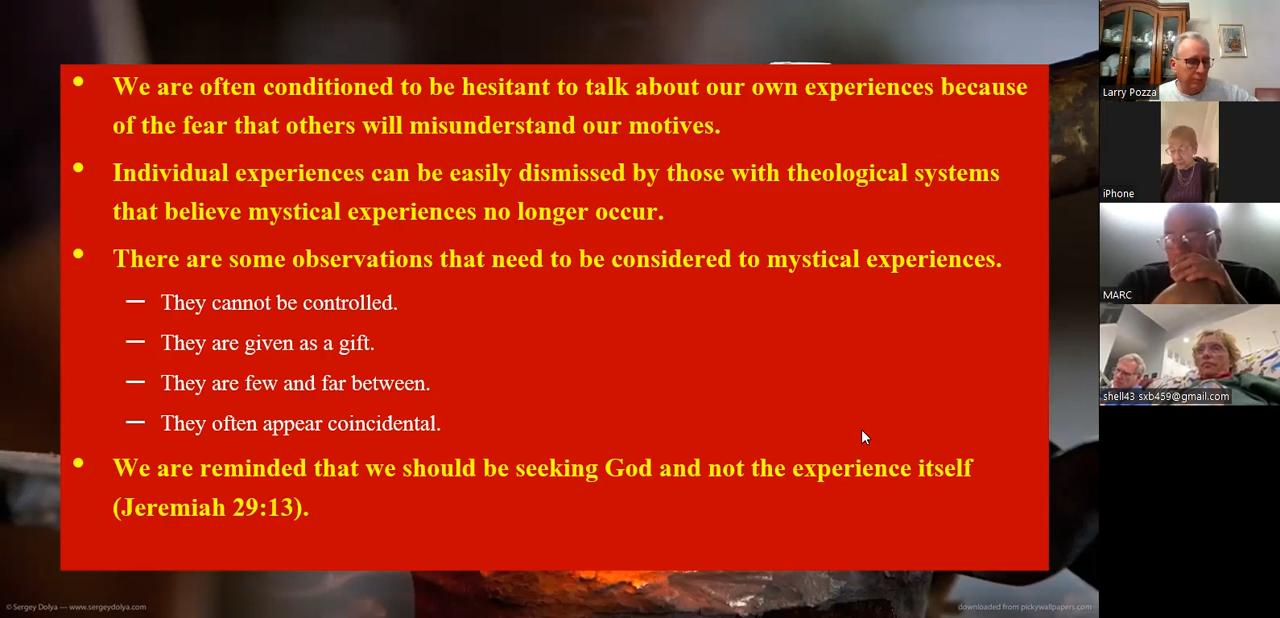 • We are often conditioned to be hesitant to talk about our own experiences because
of the fear that others will misunderstand our motives.
• Individual experiences can be easily dismissed by those with theological systems
that believe mystical experiences no longer occur.
• There are some observations that need to be considered to mystical experiences.
— They cannot be controlled.
— They are given as a gift.
— They are few and far between.
— They often appear coincidental.
• We are reminded that we should be seeking God and not the experience itself
(Jeremiah 29:13).
© Sergey Dolya — www.sergeydolya.com
downloaded from pickywallpapers.com
Larry Pozza
iPhone
MARC
shell43 sxb459@gmail.com